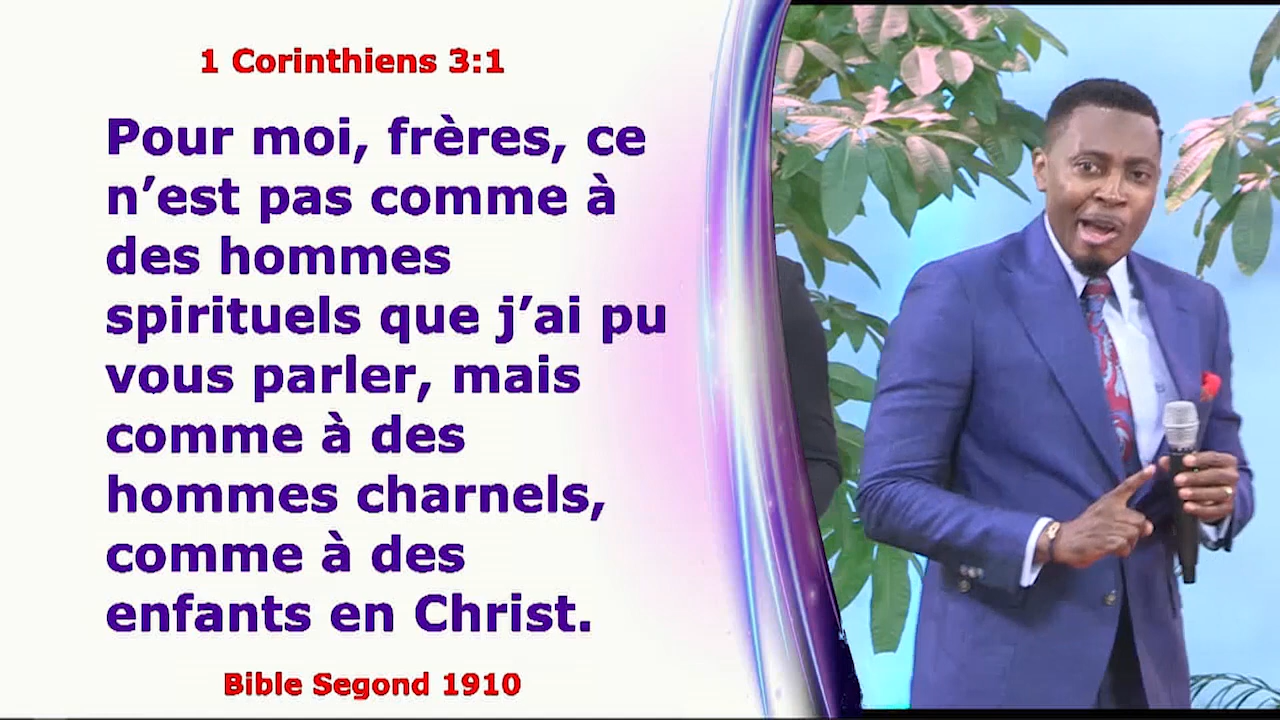 1 Corinthiens 3:1
Pour moi, frères, ce
n’est pas comme à
des hommes
spirituels que j’ai pu
vous parler, mais
comme à des
hommes charnels,
comme à des
enfants en Christ.
Bible Segond 1910